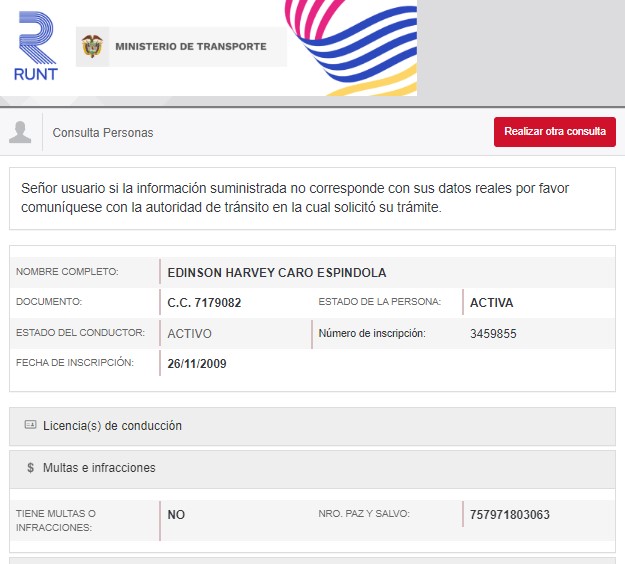 RUNT
MINISTERIO DE TRANSPORTE
Consulta Personas
Realizar otra consulta
Señor usuario si la información suministrada no corresponde con sus datos reales por favor
comuníquese con la autoridad de tránsito en la cual solicitó su trámite.
NOMBRE COMPLETO: EDINSON HARVEY CARO ESPINDOLA
DOCUMENTO: C.C. 7179082 ESTADO DE LA PERSONA: ACTIVA
ESTADO DEL CONDUCTOR: ACTIVO Número de inscripción: 3459855
FECHA DE INSCRIPCIÓN: 26/11/2009
Licencia(s) de conducción
$ Multas e infracciones
TIENE MULTAS O NO NRO. PAZ Y SALVO: 757971803063
INFRACCIONES: